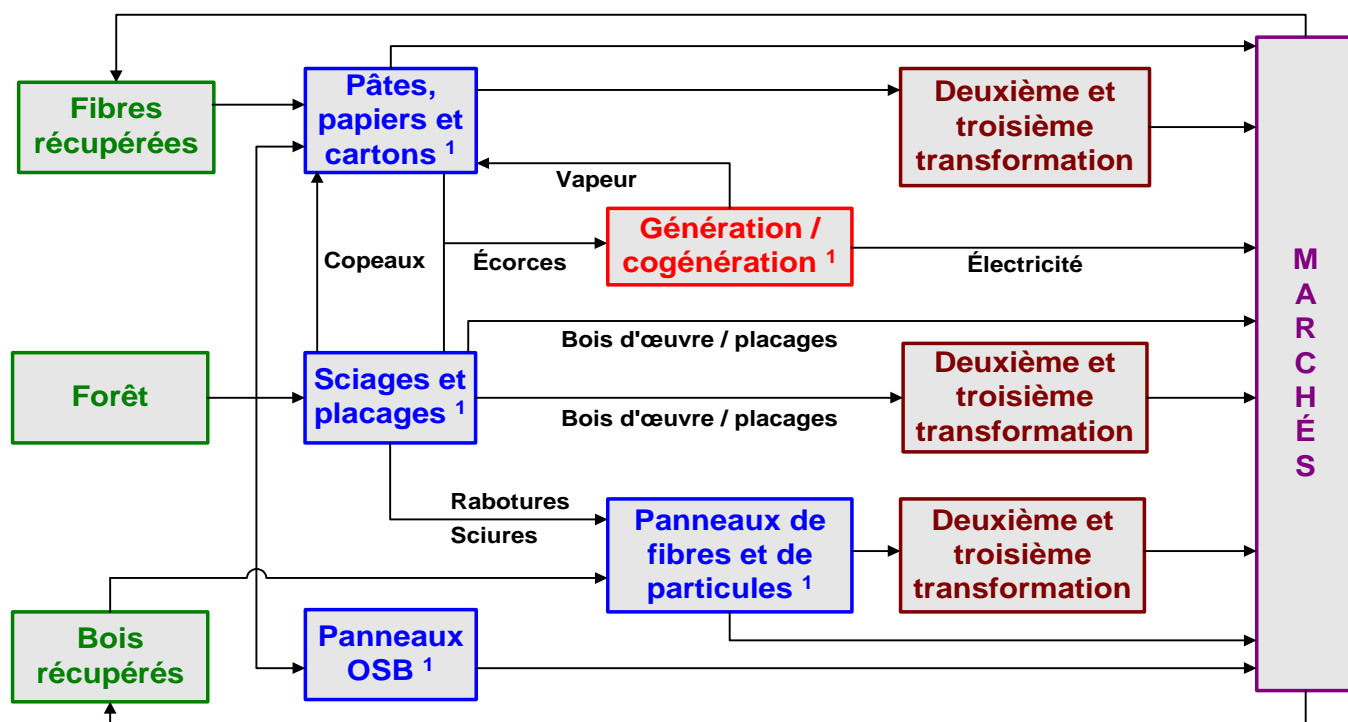 Fibres
récupérées
Pâtes,
papiers et
cartons ¹
Deuxième et
troisième
transformation
Vapeur
Génération /
cogénération ¹
Copeaux
Écorces
Électricité
M
A
R
C
H
É
S
Forêt
Sciages et
placages ¹
Bois d'œuvre / placages
Bois d'œuvre / placages
Deuxième et
troisième
transformation
Rabotures
Sciures
Panneaux de
fibres et de
particules ¹
Deuxième et
troisième
transformation
Bois
récupérés
Panneaux
OSB ¹